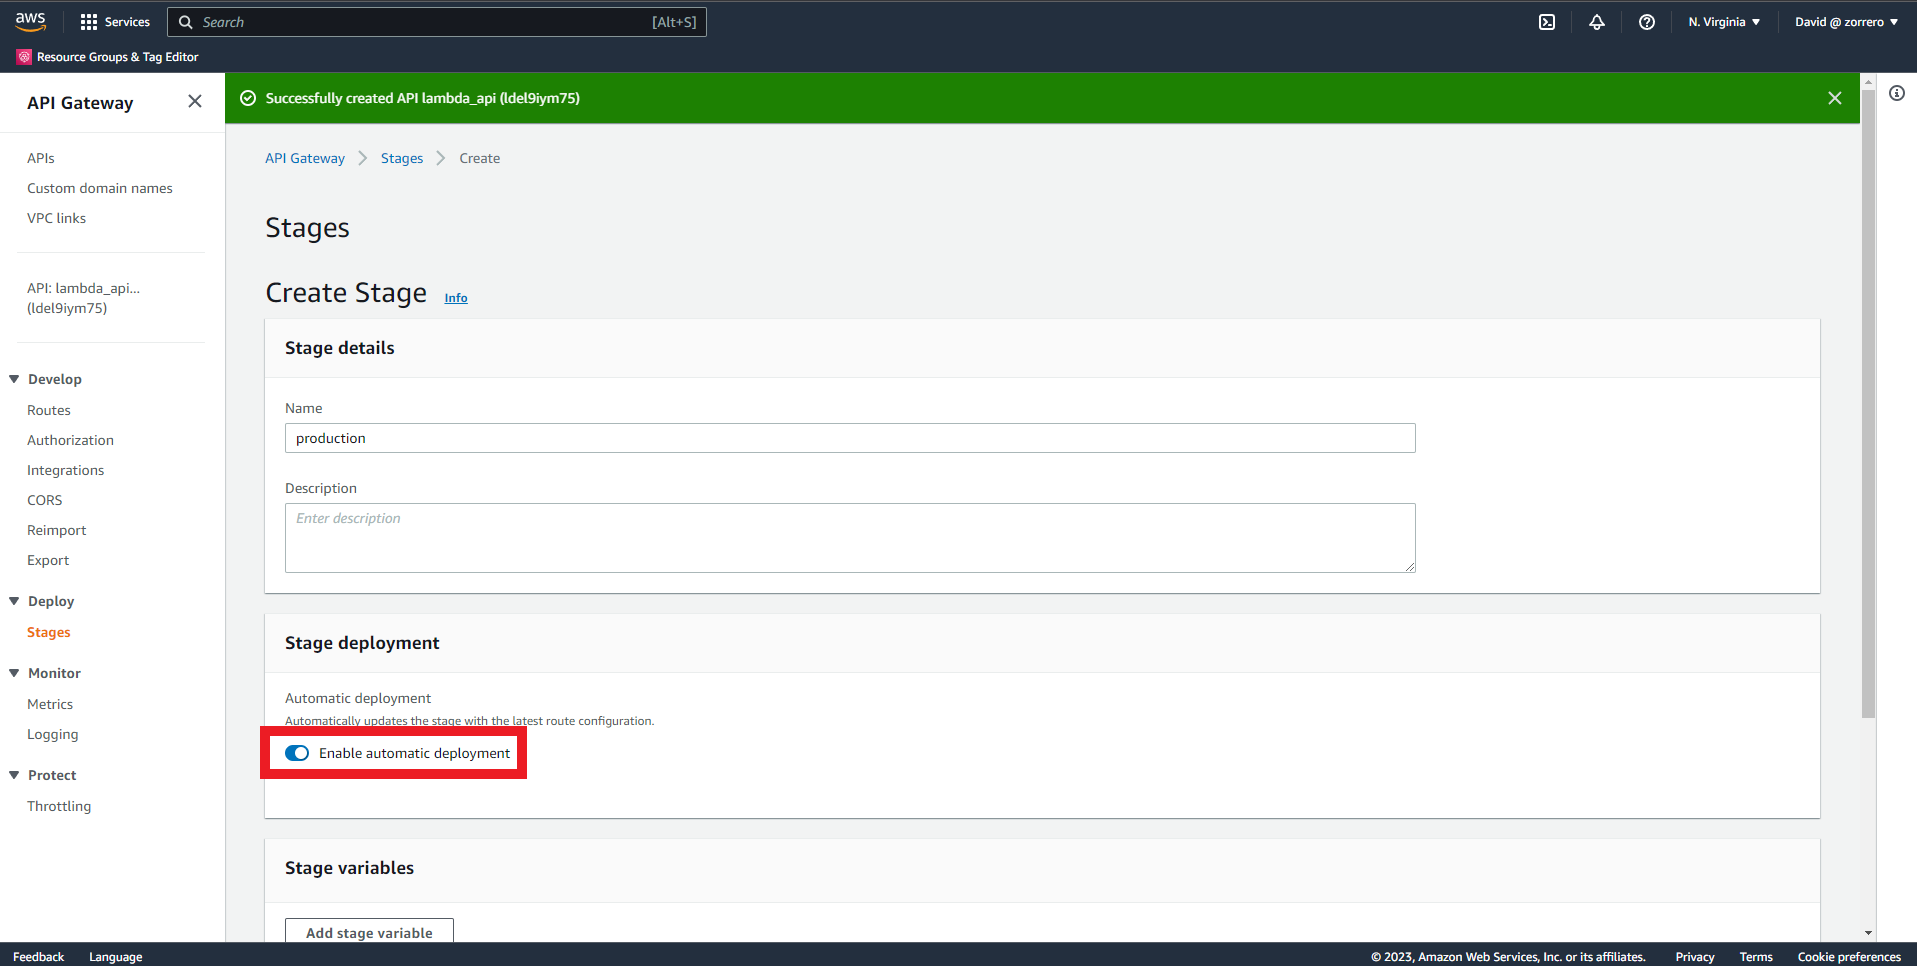 aws
Services
Search
[Alt+S]
N. Virginia
David @ zorrero
Resource Groups & Tag Editor
API Gateway
Successfully created API lambda_api (ldel9iym75)
APIs
Custom domain names
VPC links
API: lambda_api...
(ldel9iym75)
Develop
Routes
Authorization
Integrations
CORS
Reimport
Export
Deploy
Stages
Monitor
Metrics
Logging
Protect
Throttling
API Gateway
Stages
Create
Stages
Create Stage
Info
Stage details
Name
production
Description
Enter description
Stage deployment
Automatic deployment
Automatically updates the stage with the latest route configuration.
Enable automatic deployment
Stage variables
Add stage variable
Feedback
Language
© 2023, Amazon Web Services, Inc. or its affiliates.
Privacy
Terms
Cookie preferences